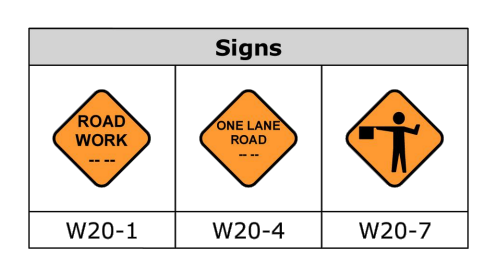 Signs
ROAD
WORK
-- --
ONE LANE
ROAD
-- --
W20-1
W20-4
W20-7